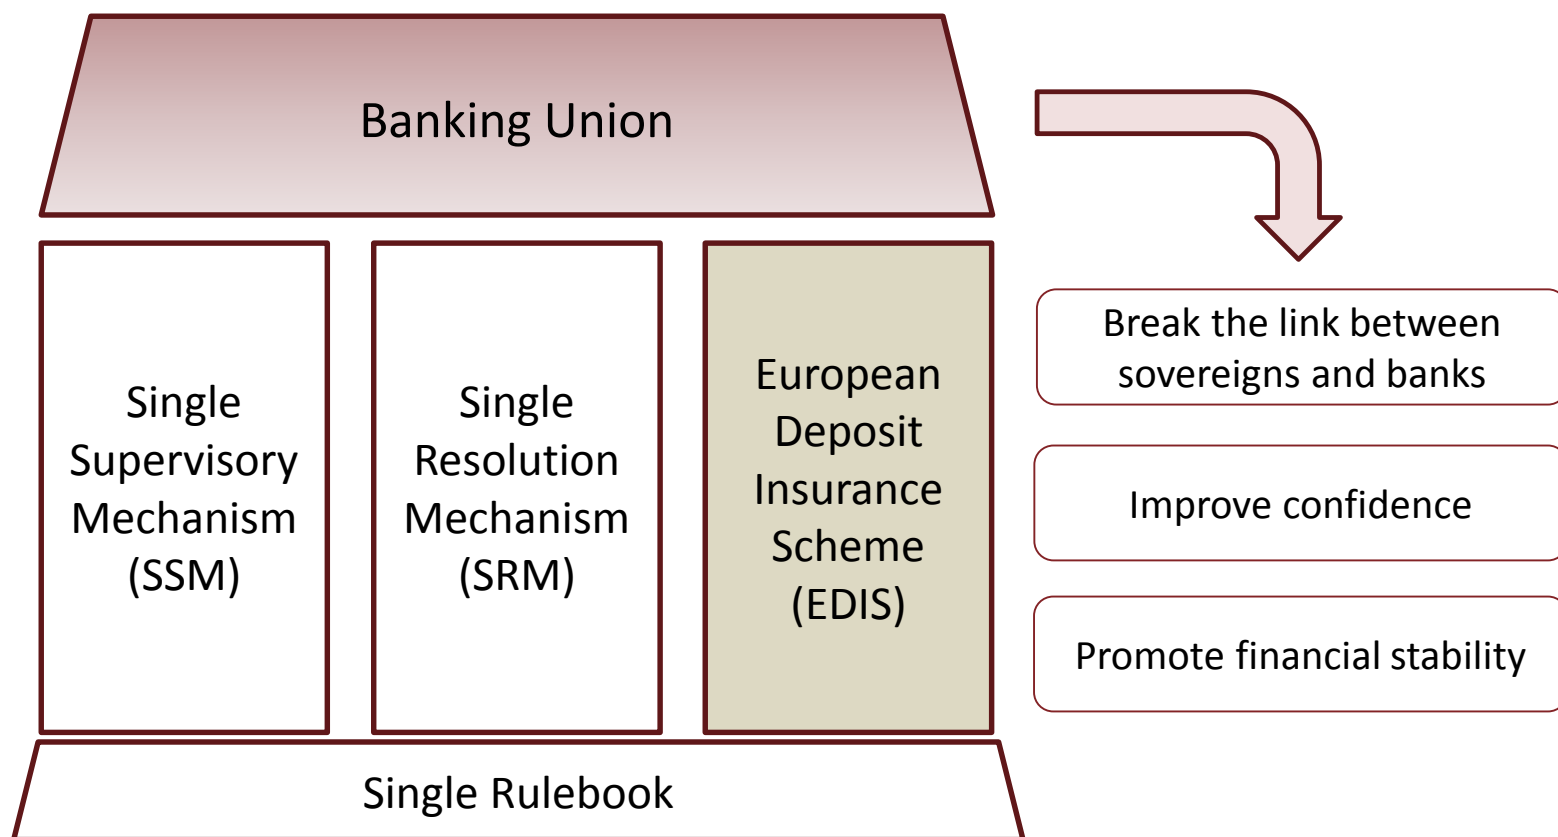 Banking Union
Single
Supervisory
Mechanism
(SSM)
Single
Resolution
Mechanism
(SRM)
European
Deposit
Insurance
Scheme
(EDIS)
Single Rulebook
Break the link between
sovereigns and banks
Improve confidence
Promote financial stability